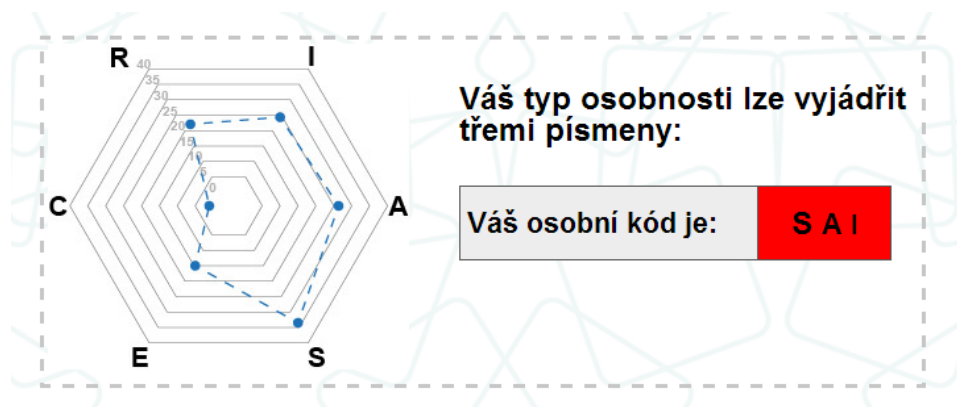 R
I
40
35
30
25
20
15
10
5
0
C
A
E
S
Váš typ osobnosti lze vyjádřit
třemi písmeny:
Váš osobní kód je:
S A I